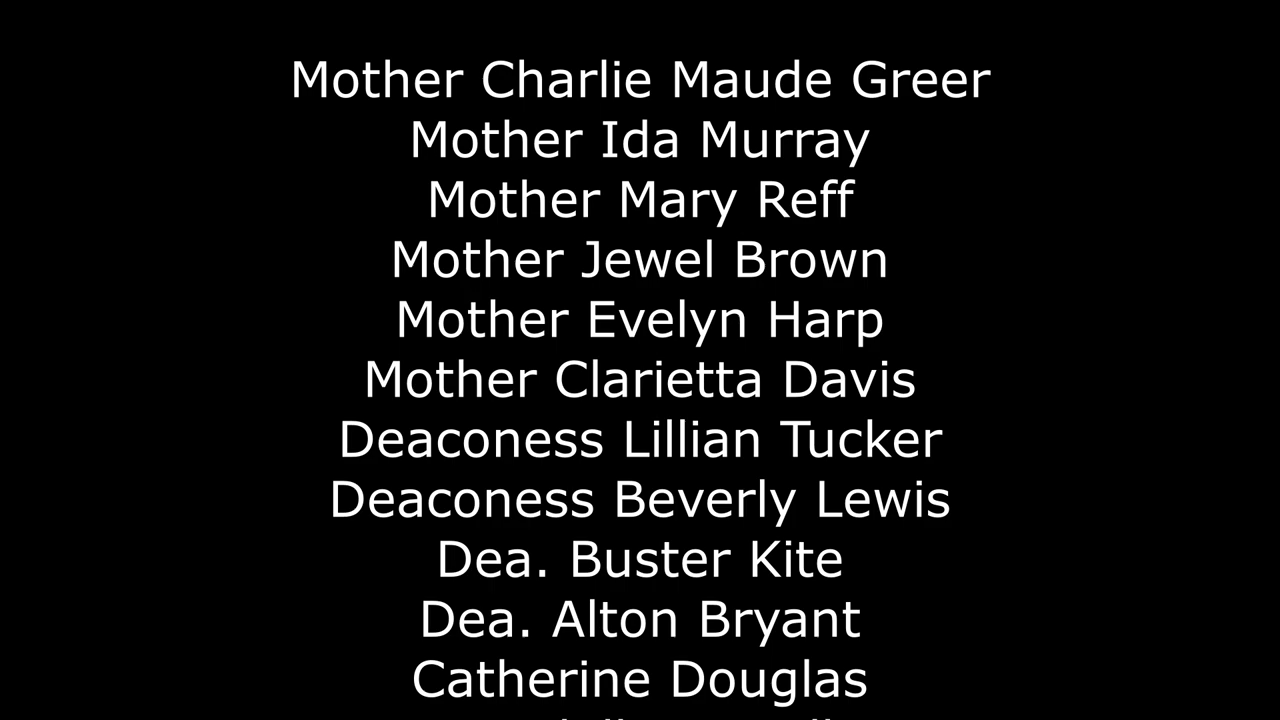 Mother Charlie Maude Greer
Mother Ida Murray
Mother Mary Reff
Mother Jewel Brown
Mother Evelyn Harp
Mother Clarietta Davis
Deaconess Lillian Tucker
Deaconess Beverly Lewis
Dea. Buster Kite
Dea. Alton Bryant
Catherine Douglas